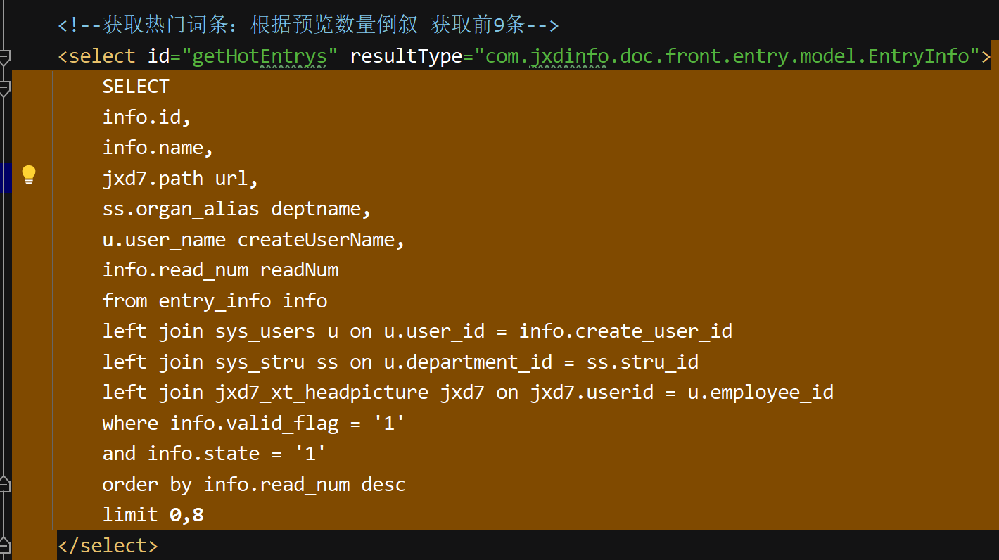 <!--获取热门词条：根据预览数量倒叙 获取前9条-->
<select id="getHotEntrys" resultType="com.jxdinfo.doc.front.entry.model.EntryInfo">
SELECT
info.id,
info.name,
jxd7.path url,
ss.organ_alias deptname,
u.user_name createUserName,
info.read_num readNum
from entry_info info
left join sys_users u on u.user_id = info.create_user_id
left join sys_stru ss on u.department_id = ss.stru_id
left join jxd7_xt_headpicture jxd7 on jxd7.userid = u.employee_id
where info.valid_flag = '1'
and info.state = '1'
order by info.read_num desc
limit 0,8
</select>